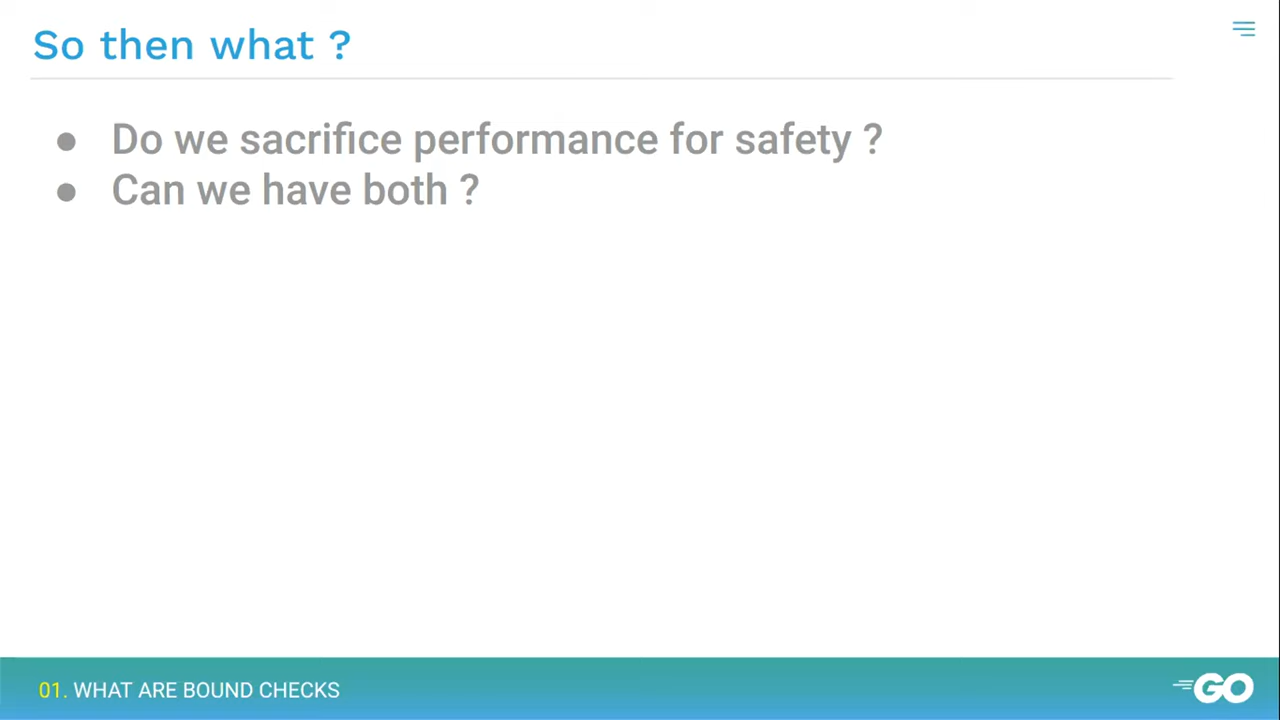 So then what ?
● Do we sacrifice performance for safety ?
● Can we have both ?
01. WHAT ARE BOUND CHECKS
GO